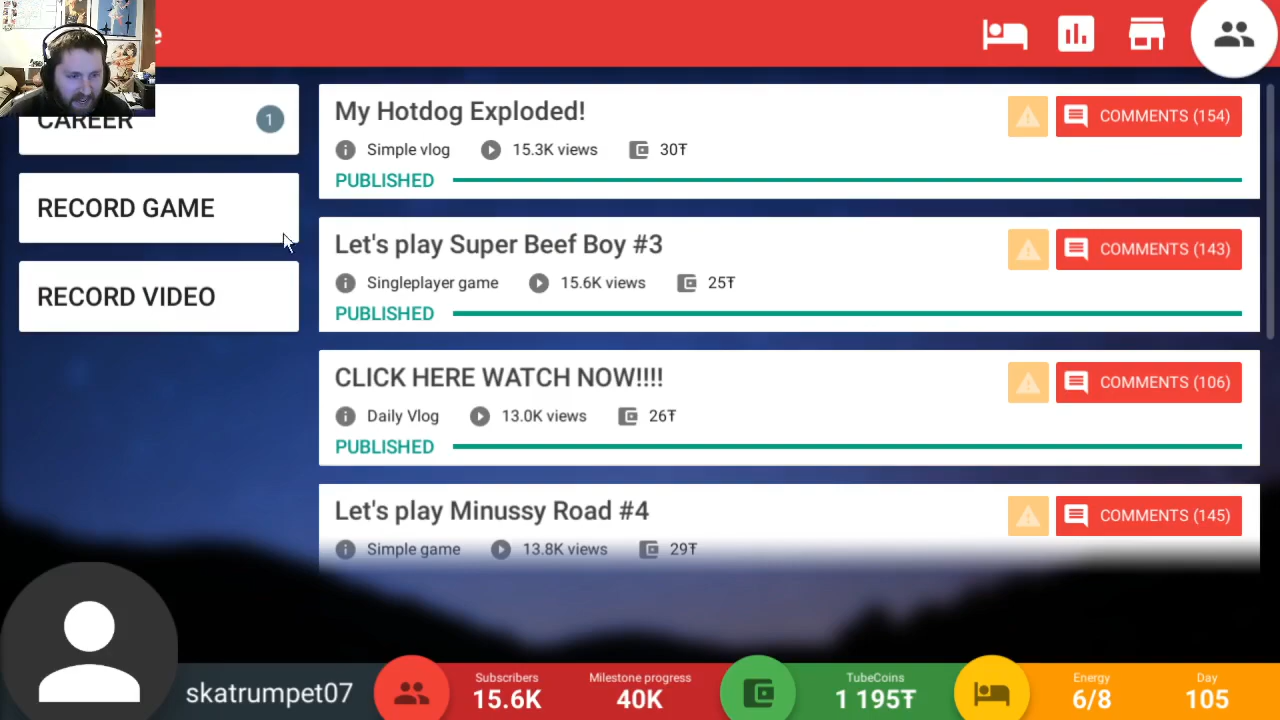 CAREER
1
RECORD GAME
RECORD VIDEO
My Hotdog Exploded!
COMMENTS (154)
Simple vlog 15.3K views 30Ŧ
PUBLISHED
Let's play Super Beef Boy #3
COMMENTS (143)
Singleplayer game 15.6K views 25Ŧ
PUBLISHED
CLICK HERE WATCH NOW!!!!
COMMENTS (106)
Daily Vlog 13.0K views 26Ŧ
PUBLISHED
Let's play Minussy Road #4
COMMENTS (145)
Simple game 13.8K views 29Ŧ
skatrumpet07
Subscribers
15.6K
Milestone progress
40K
TubeCoins
1 195Ŧ
Energy
6/8
Day
105